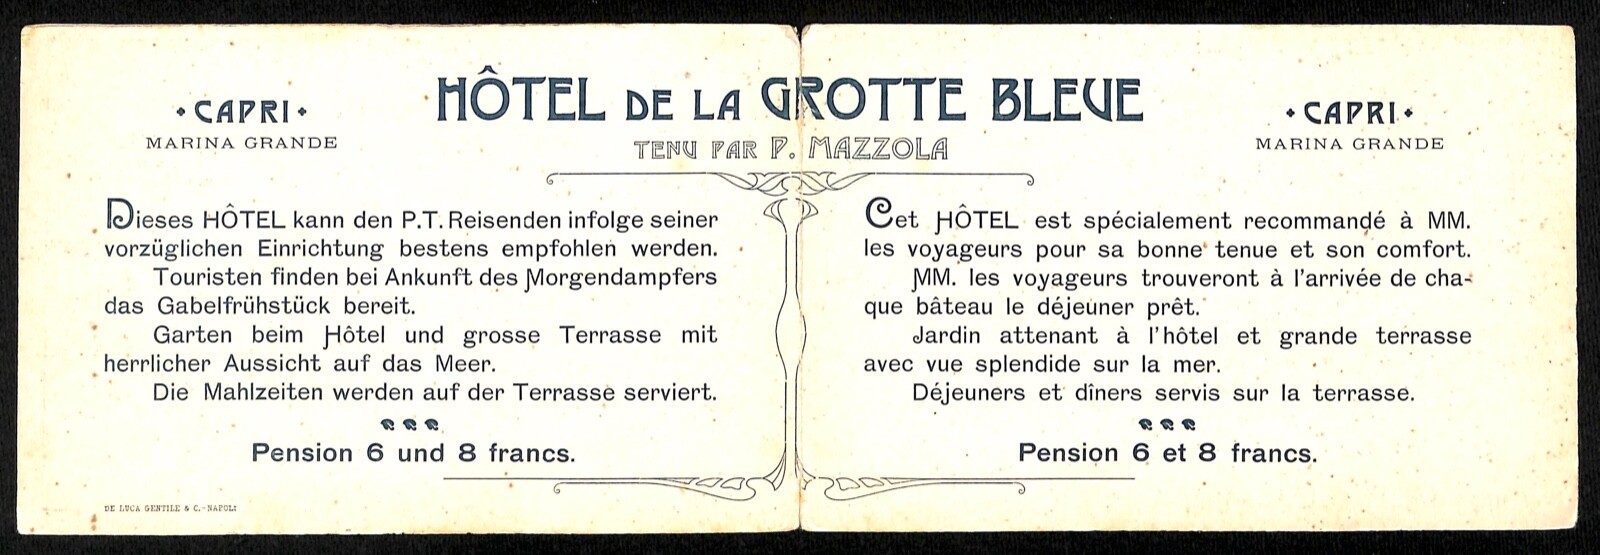 HÔTEL DE LA GROTTE BLEUE
TENU PAR P. MAZZOLA
CAPRI
MARINA GRANDE
Dieses HÔTEL kann den P.T. Reisenden infolge seiner
vorzüglichen Einrichtung bestens empfohlen werden.
Touristen finden bei Ankunft des Morgendampfers
das Gabelfrühstück bereit.
Garten beim Hôtel und grosse Terrasse mit
herrlicher Aussicht auf das Meer.
Die Mahlzeiten werden auf der Terrasse serviert.
Pension 6 und 8 francs.
DE LUCA GENTILE & C.-NAPOLI
CAPRI
MARINA GRANDE
Cet HÔTEL est spécialement recommandé à MM.
les voyageurs pour sa bonne tenue et son comfort.
MM. les voyageurs trouveront à l'arrivée de cha-
que bâteau le déjeuner prêt.
Jardin attenant à l'hôtel et grande terrasse
avec vue splendide sur la mer.
Déjeuners et dîners servis sur la terrasse.
Pension 6 et 8 francs.